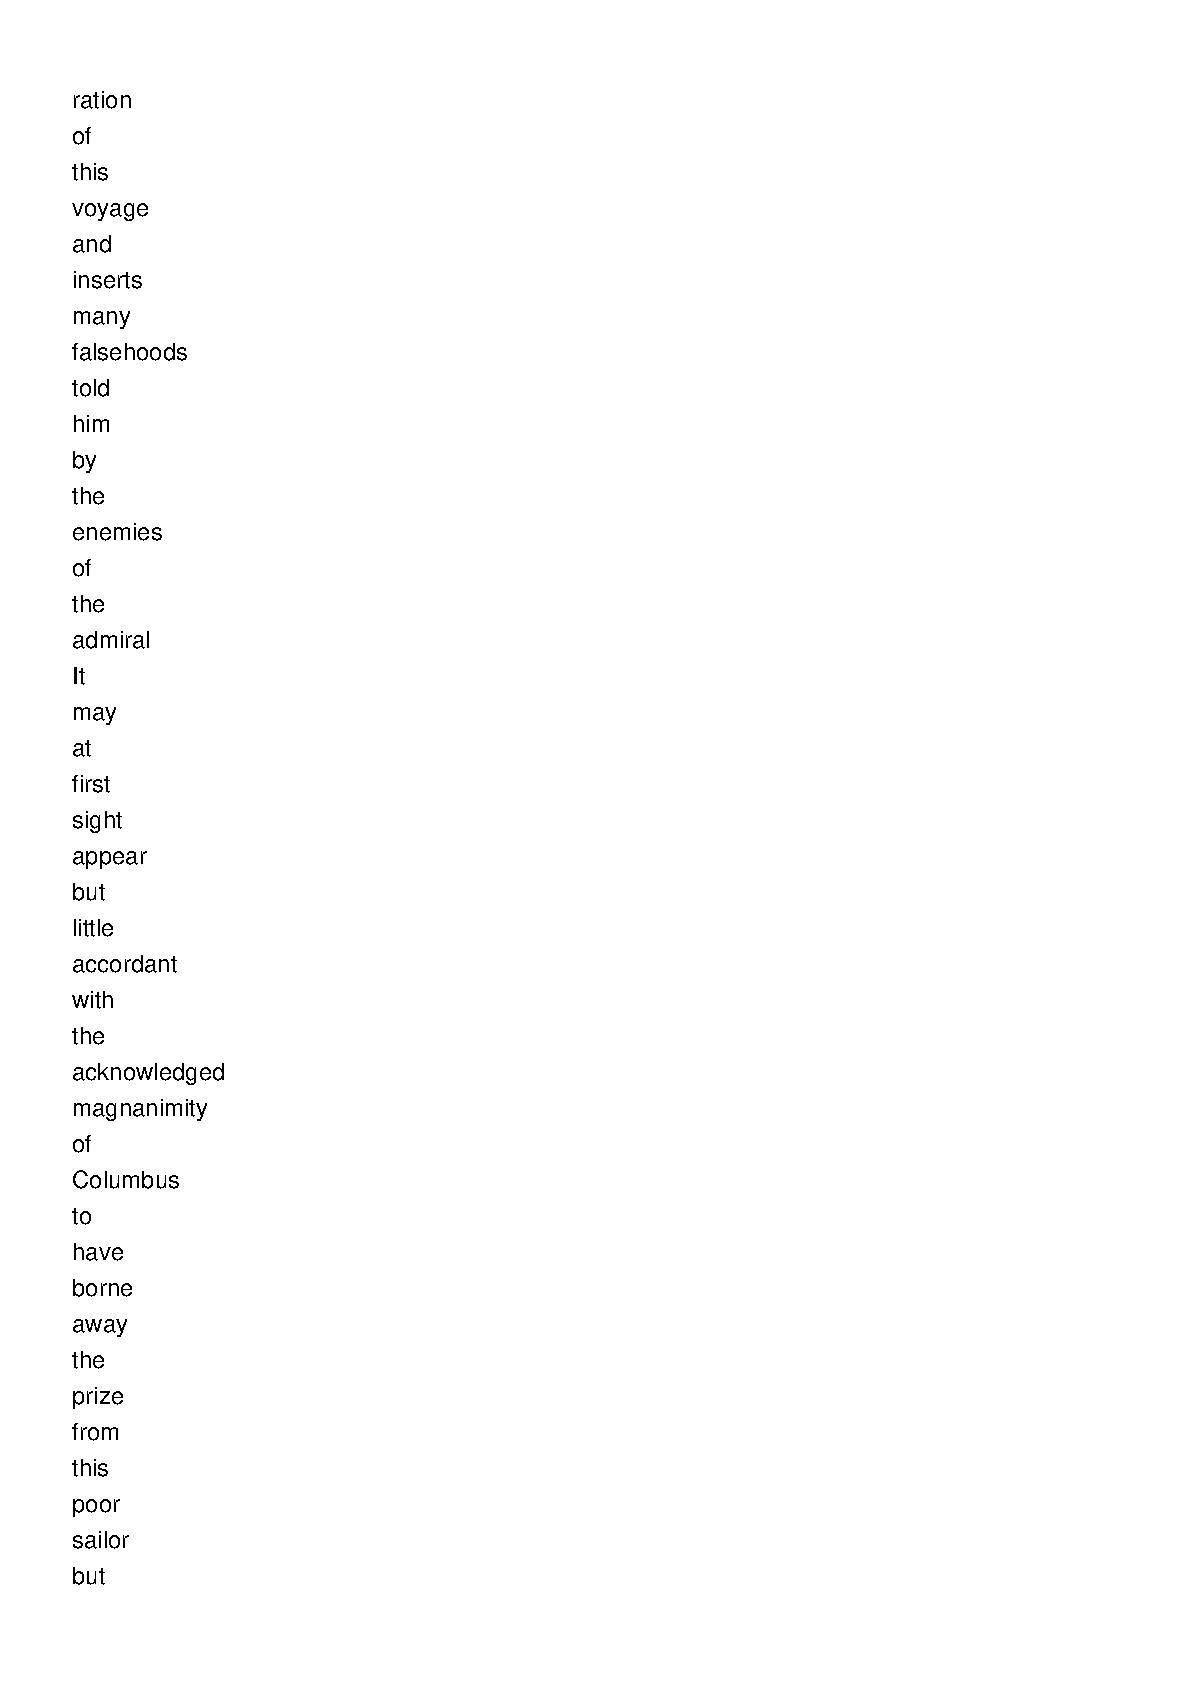 ration
of
this
voyage
and
inserts
many
falsehoods
told
him
by
the
enemies
of
the
admiral
It
may
at
first
sight
appear
but
little
accordant
with
the
acknowledged
magnanimity
of
Columbus
to
have
borne
away
the
prize
from
this
poor
sailor
but